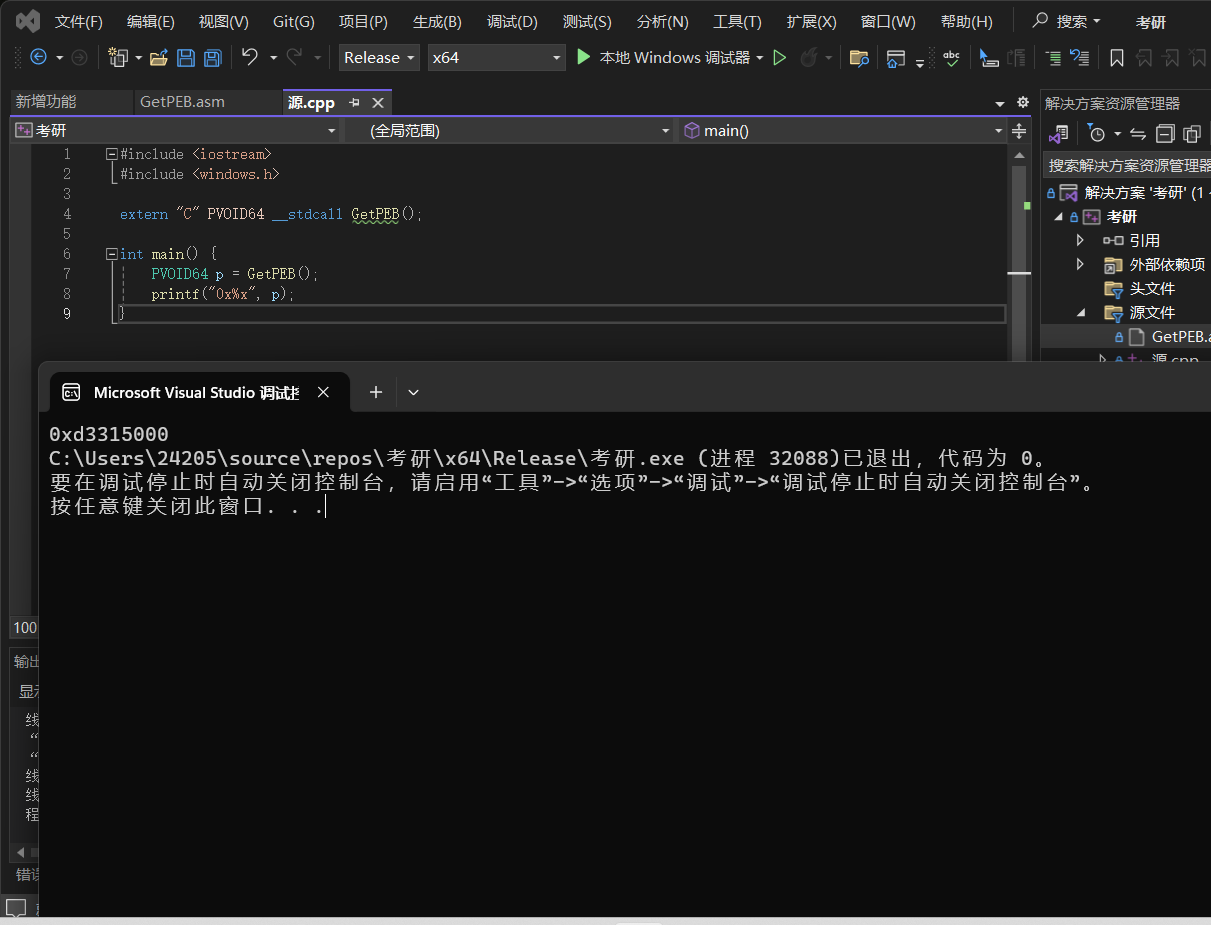 文件(F) 编辑(E) 视图(V) Git(G) 项目(P) 生成(B) 调试(D) 测试(S) 分析(N) 工具(T) 扩展(X) 窗口(W) 帮助(H) 搜索 考研
Release x64 本地 Windows 调试器
新增功能 GetPEB.asm 源.cpp
考研 (全局范围) main()
1 #include <iostream>
2 #include <windows.h>
3
4 extern "C" PVOID64 __stdcall GetPEB();
5
6 int main() {
7 PVOID64 p = GetPEB();
8 printf("0x%x", p);
9 }
解决方案资源管理器
搜索解决方案资源管理器
解决方案 '考研' (1
考研
引用
外部依赖项
头文件
源文件
GetPEB.a
源.cpp
Microsoft Visual Studio 调试
0xd3315000
C:\Users\24205\source\repos\考研\x64\Release\考研.exe (进程 32088)已退出，代码为 0。
要在调试停止时自动关闭控制台，请启用“工具”->“选项”->“调试”->“调试停止时自动关闭控制台”。
按任意键关闭此窗口. . .
100
输出
显示
线
“
“
线
线
程
错误